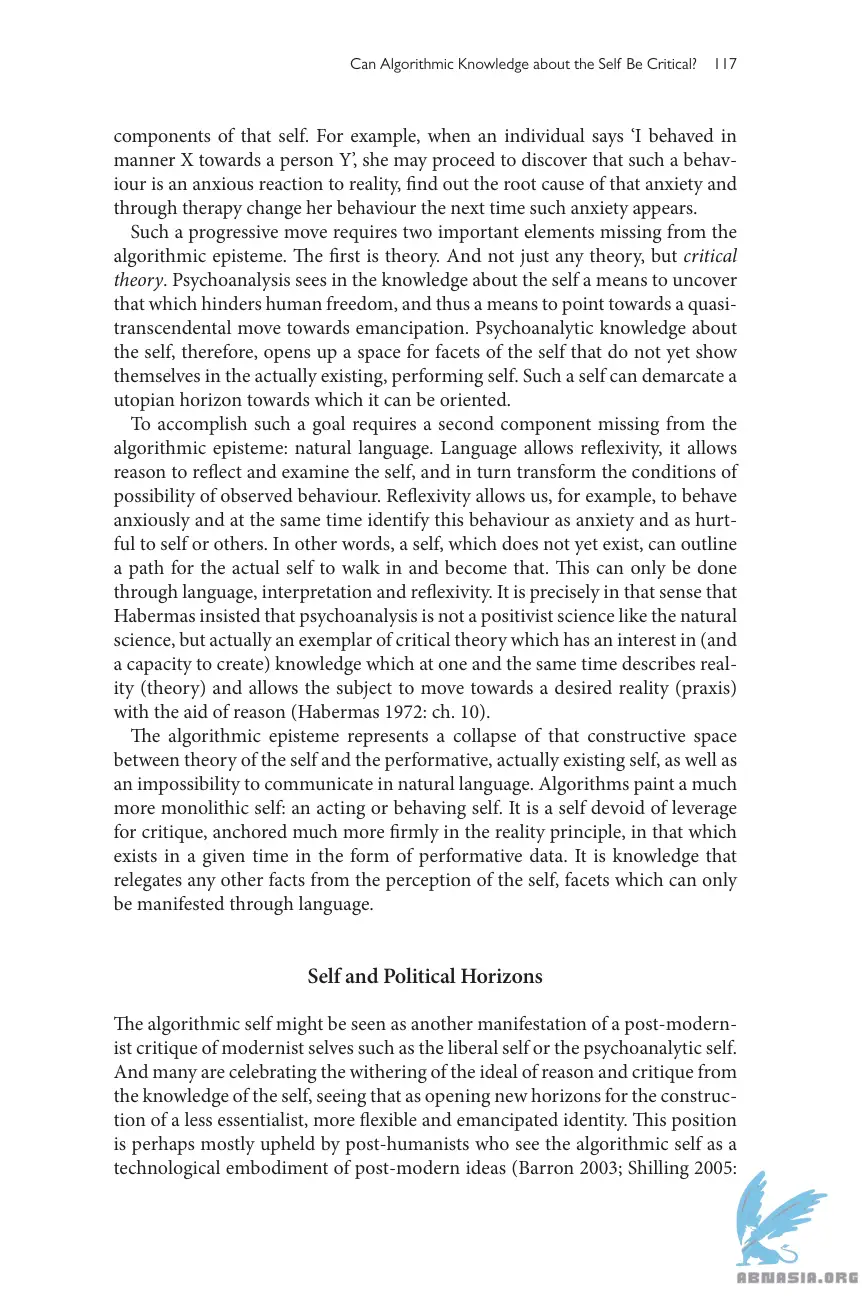 Can Algorithmic Knowledge about the Self Be Critical? 117
components of that self. For example, when an individual says ‘I behaved in
manner X towards a person Y’, she may proceed to discover that such a behav-
iour is an anxious reaction to reality, find out the root cause of that anxiety and
through therapy change her behaviour the next time such anxiety appears.
Such a progressive move requires two important elements missing from the
algorithmic episteme. The first is theory. And not just any theory, but critical
theory. Psychoanalysis sees in the knowledge about the self a means to uncover
that which hinders human freedom, and thus a means to point towards a quasi-
transcendental move towards emancipation. Psychoanalytic knowledge about
the self, therefore, opens up a space for facets of the self that do not yet show
themselves in the actually existing, performing self. Such a self can demarcate a
utopian horizon towards which it can be oriented.
To accomplish such a goal requires a second component missing from the
algorithmic episteme: natural language. Language allows reflexivity, it allows
reason to reflect and examine the self, and in turn transform the conditions of
possibility of observed behaviour. Reflexivity allows us, for example, to behave
anxiously and at the same time identify this behaviour as anxiety and as hurt-
ful to self or others. In other words, a self, which does not yet exist, can outline
a path for the actual self to walk in and become that. This can only be done
through language, interpretation and reflexivity. It is precisely in that sense that
Habermas insisted that psychoanalysis is not a positivist science like the natural
science, but actually an exemplar of critical theory which has an interest in (and
a capacity to create) knowledge which at one and the same time describes real-
ity (theory) and allows the subject to move towards a desired reality (praxis)
with the aid of reason (Habermas 1972: ch. 10).
The algorithmic episteme represents a collapse of that constructive space
between theory of the self and the performative, actually existing self, as well as
an impossibility to communicate in natural language. Algorithms paint a much
more monolithic self: an acting or behaving self. It is a self devoid of leverage
for critique, anchored much more firmly in the reality principle, in that which
exists in a given time in the form of performative data. It is knowledge that
relegates any other facts from the perception of the self, facets which can only
be manifested through language.
Self and Political Horizons
The algorithmic self might be seen as another manifestation of a post-modern-
ist critique of modernist selves such as the liberal self or the psychoanalytic self.
And many are celebrating the withering of the ideal of reason and critique from
the knowledge of the self, seeing that as opening new horizons for the construc-
tion of a less essentialist, more flexible and emancipated identity. This position
is perhaps mostly upheld by post-humanists who see the algorithmic self as a
technological embodiment of post-modern ideas (Barron 2003; Shilling 2005:
ABNASIA.ORG